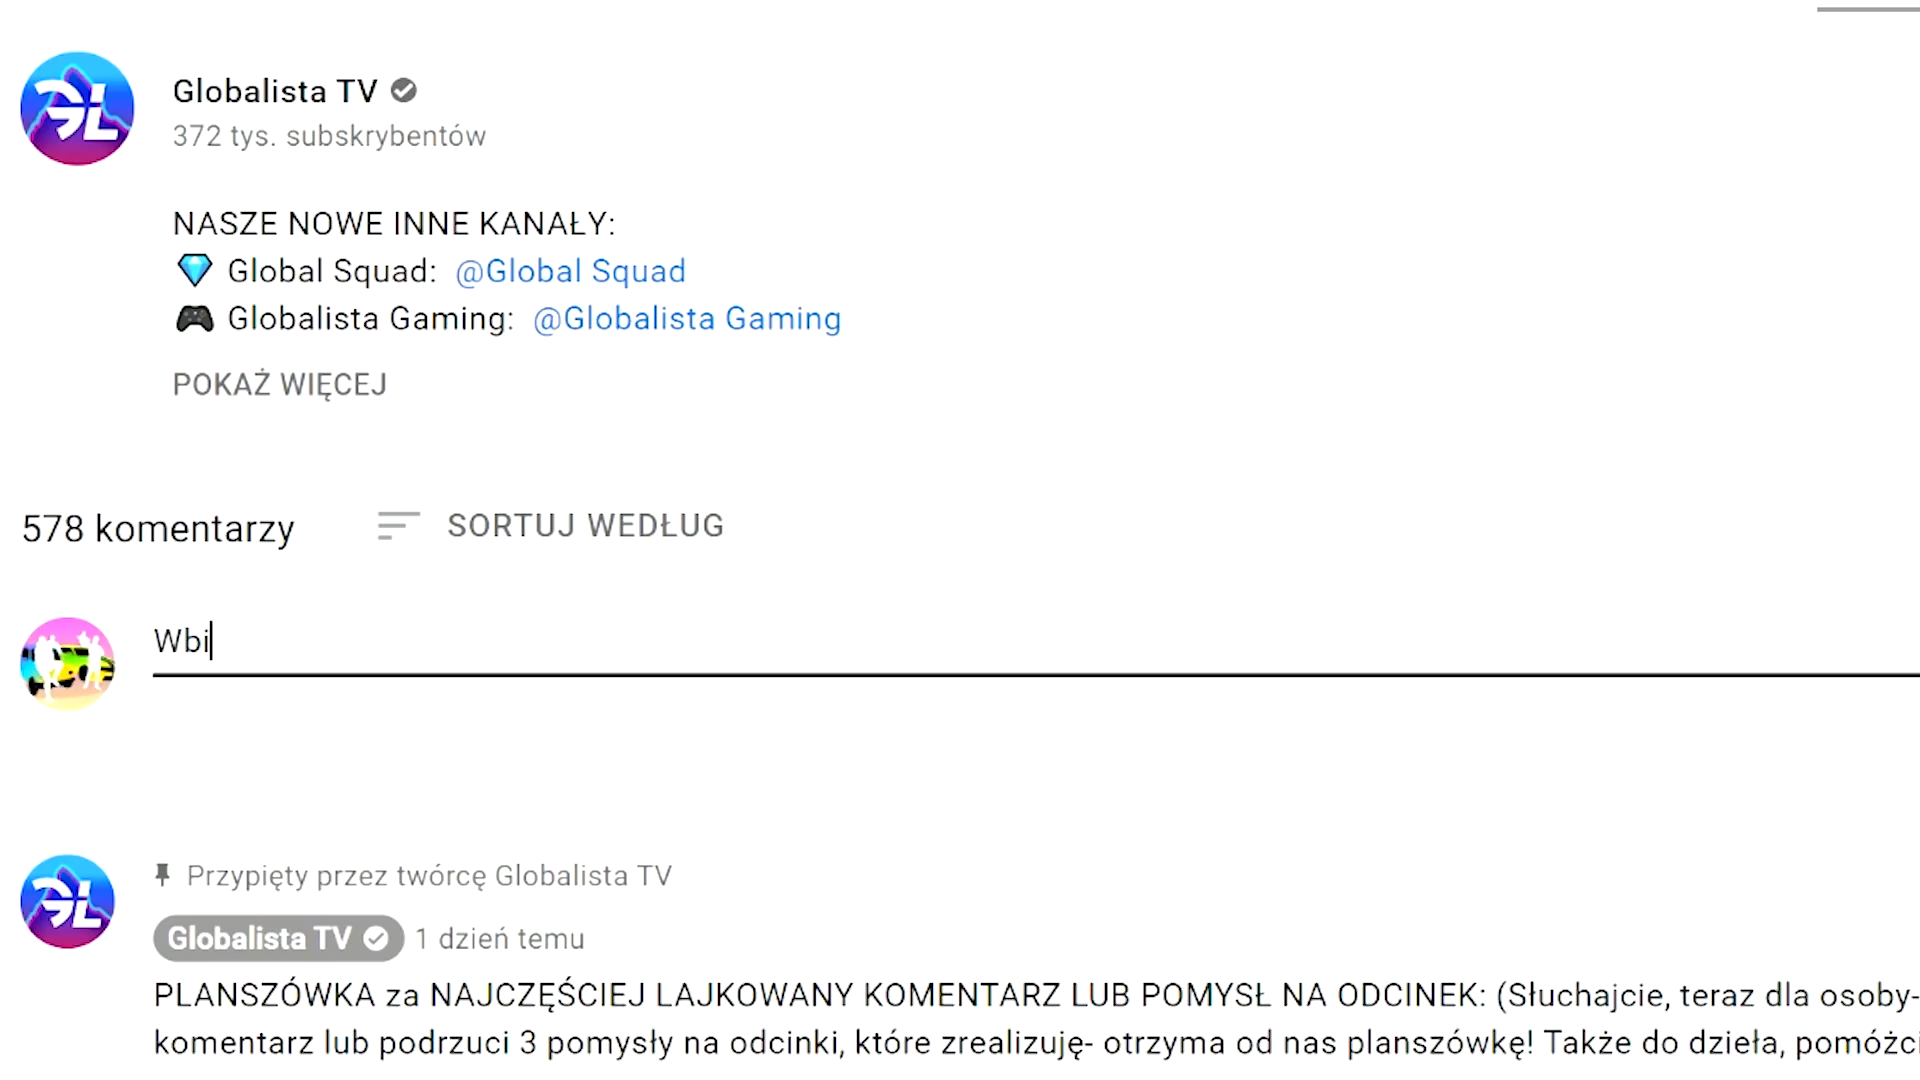 Globalista TV
372 tys. subskrybentów
NASZE NOWE INNE KANAŁY:
Global Squad: @Global Squad
Globalista Gaming: @Globalista Gaming
POKAŻ WIĘCEJ
578 komentarzy SORTUJ WEDŁUG
Wbi
Przypięty przez twórcę Globalista TV
Globalista TV 1 dzień temu
PLANSZÓWKA za NAJCZĘŚCIEJ LAJKOWANY KOMENTARZ LUB POMYSŁ NA ODCINEK: (Słuchajcie, teraz dla osoby-
komentarz lub podrzuci 3 pomysły na odcinki, które zrealizuję- otrzyma od nas planszówkę! Także do dzieła, pomóżci